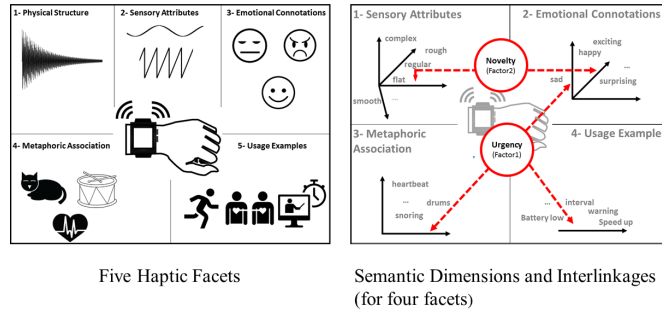 1- Physical Structure
2- Sensory Attributes
3- Emotional Connotations
4- Metaphoric Association
5- Usage Examples
Five Haptic Facets
1- Sensory Attributes
complex
rough
regular
flat
smooth
...
2- Emotional Connotations
exciting
happy
...
sad
surprising
Novelty
(Factor2)
Urgency
(Factor1)
3- Metaphoric
Association
heartbeat
...
drums
snoring
4- Usage Examples
...
interval
warning
Battery low
Speed up
Semantic Dimensions and Interlinkages
(for four facets)